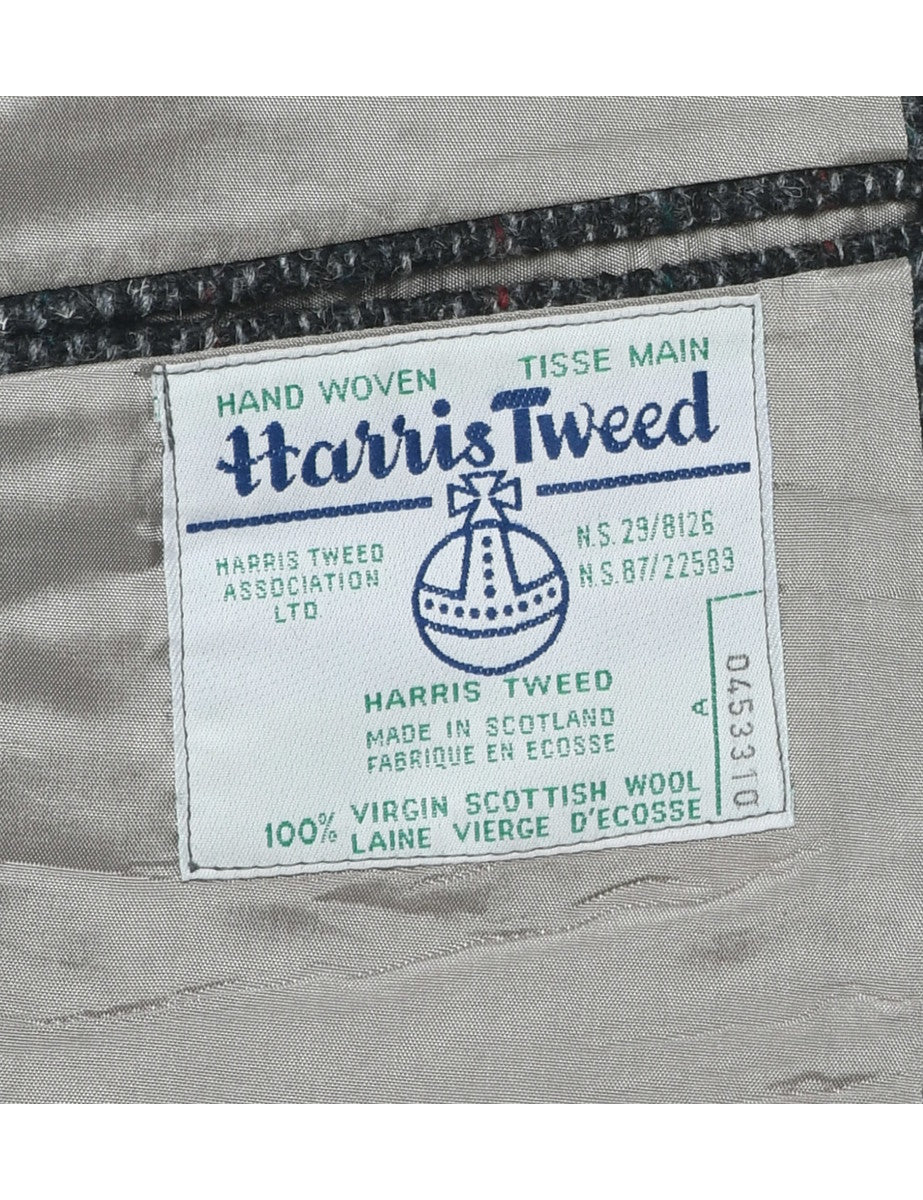 HAND WOVEN TISSE MAIN
Harris Tweed
HARRIS TWEED
ASSOCIATION
LTD.
N.S. 29/8126
N.S. 87/22589
HARRIS TWEED
MADE IN SCOTLAND
FABRIQUE EN ECOSSE
100% VIRGIN SCOTTISH WOOL
LAINE VIERGE D'ECOSSE
A
0453310